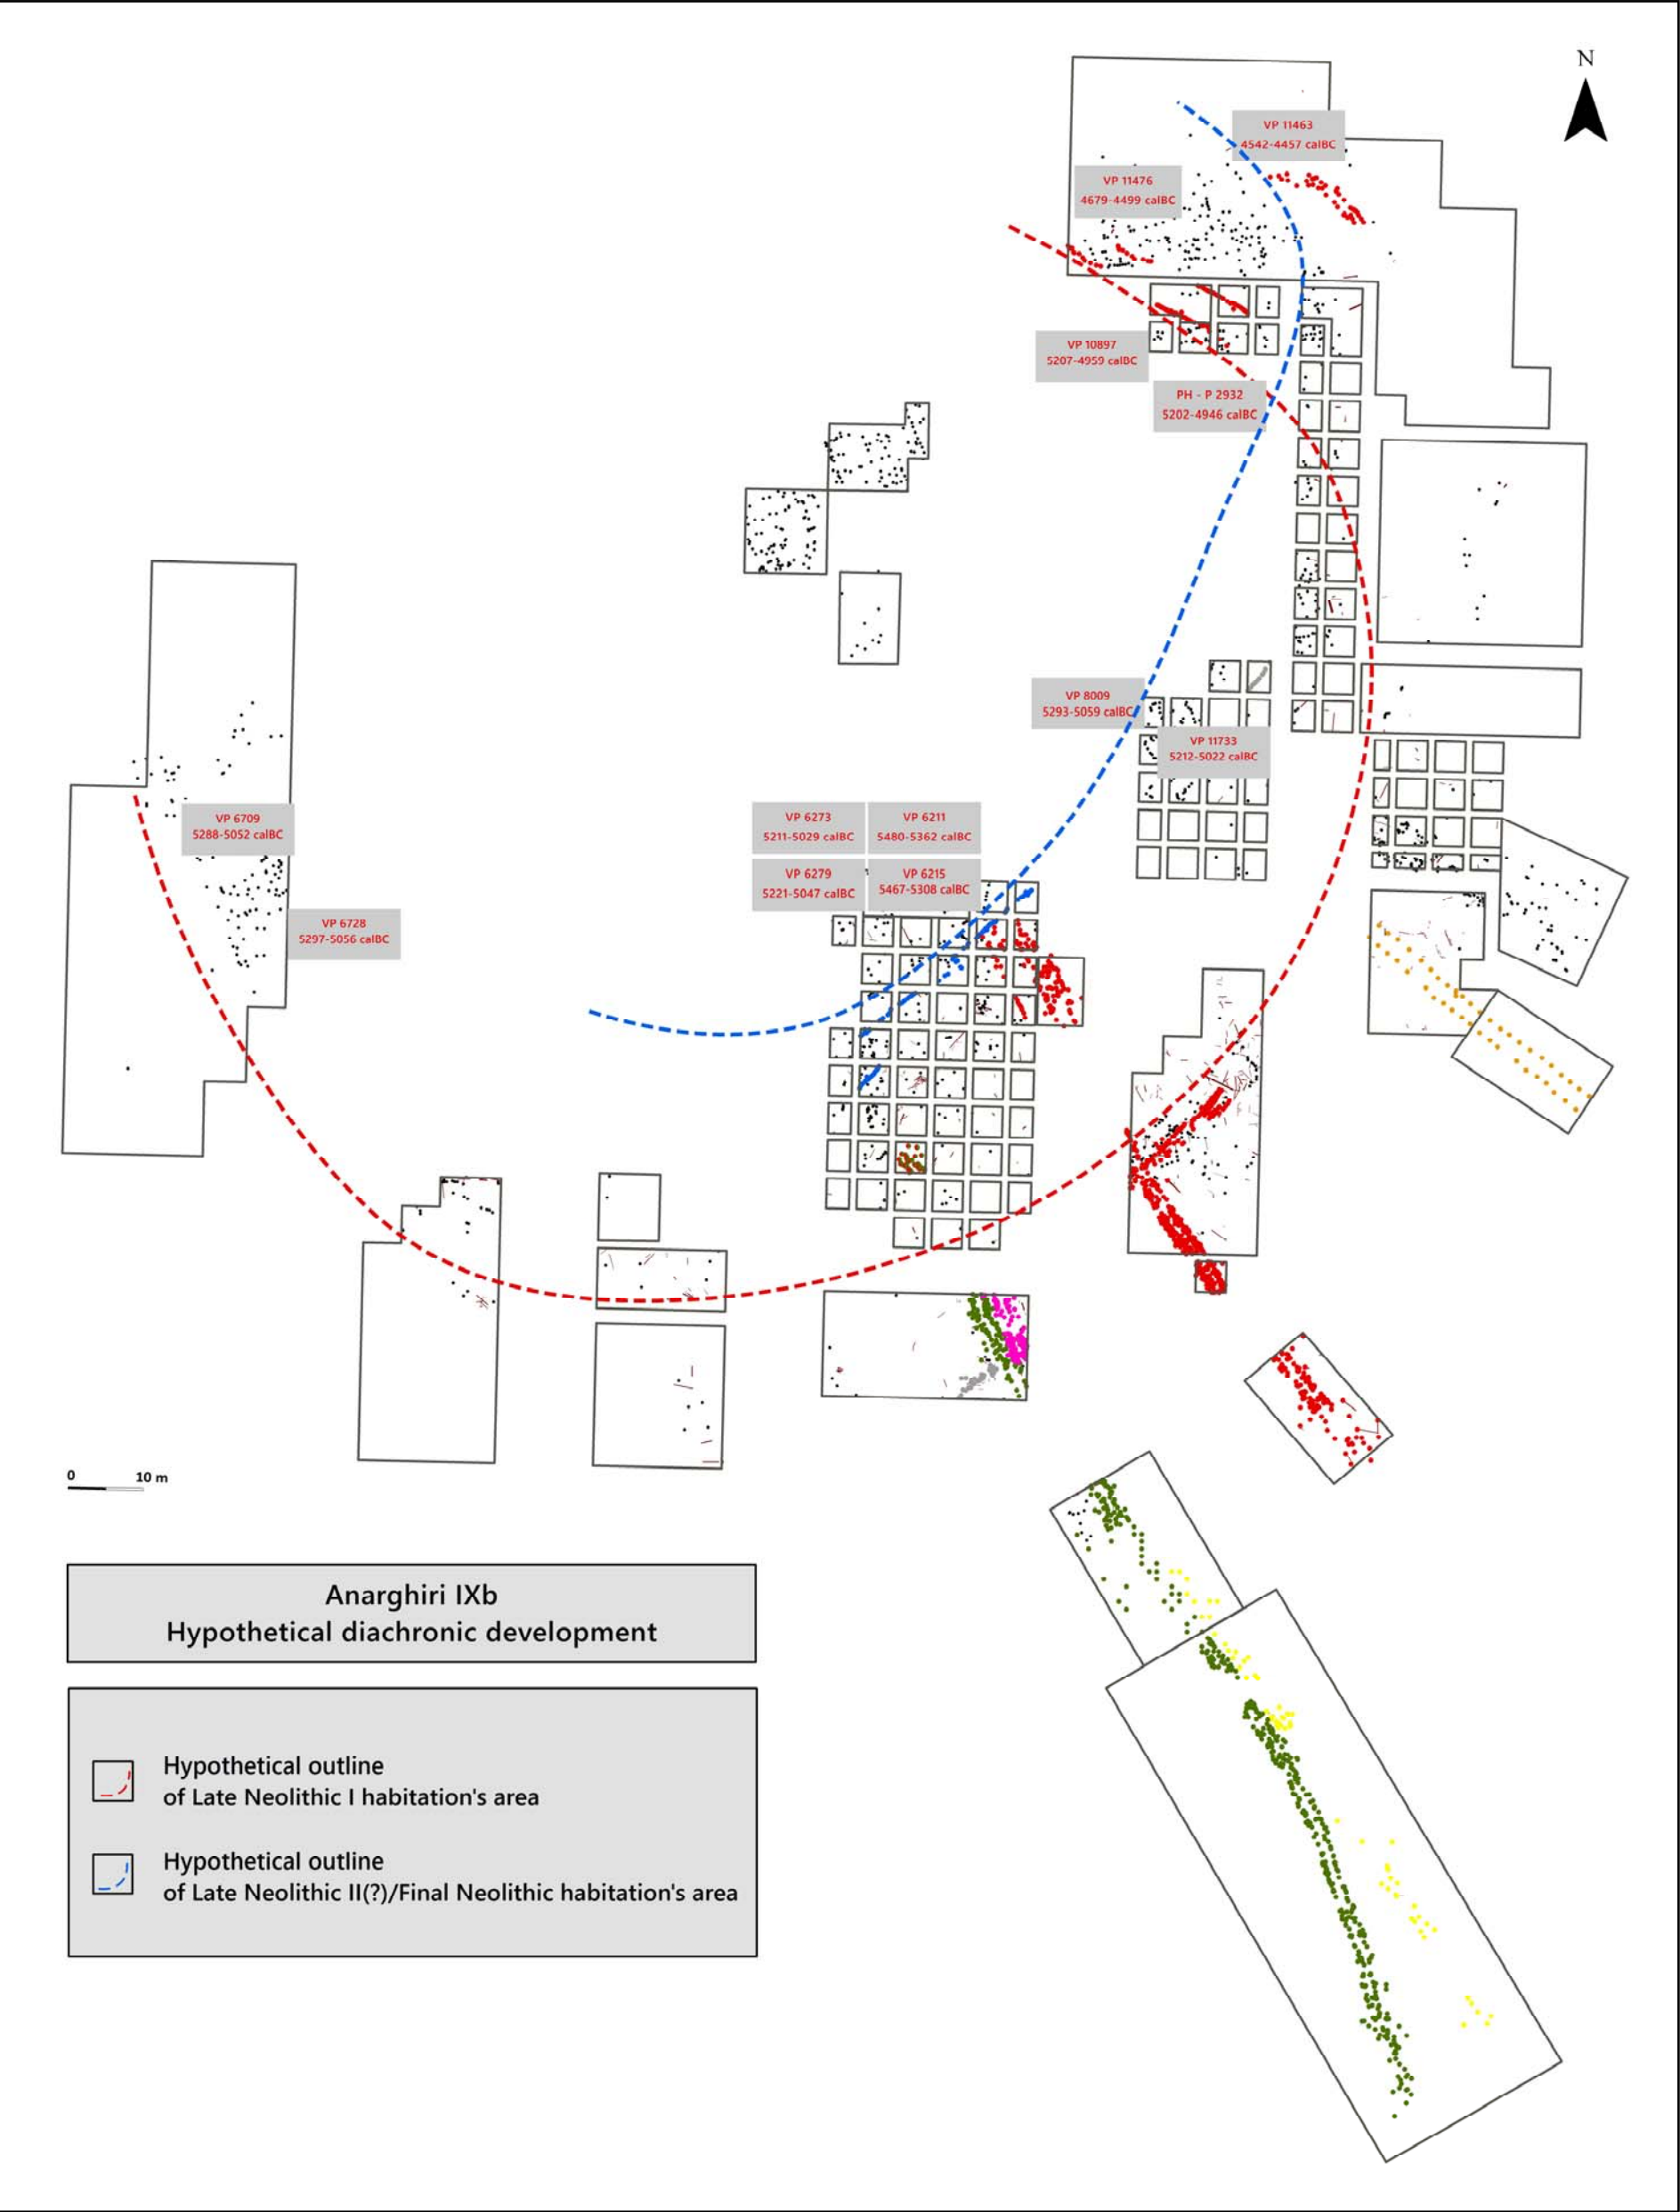 N
VP 11463
4542-4457 calBC
VP 11476
4679-4499 calBC
VP 10897
5207-4959 calBC
PH - P 2932
5202-4946 calBC
VP 8009
5293-5059 calBC
VP 11733
5212-5022 calBC
VP 6709
5288-5052 calBC
VP 6273
5211-5029 calBC
VP 6211
5480-5362 calBC
VP 6279
5221-5047 calBC
VP 6215
5467-5308 calBC
VP 6728
5297-5056 calBC
0 10 m
Anarghiri IXb
Hypothetical diachronic development
Hypothetical outline
of Late Neolithic I habitation's area
Hypothetical outline
of Late Neolithic II(?)/Final Neolithic habitation's area